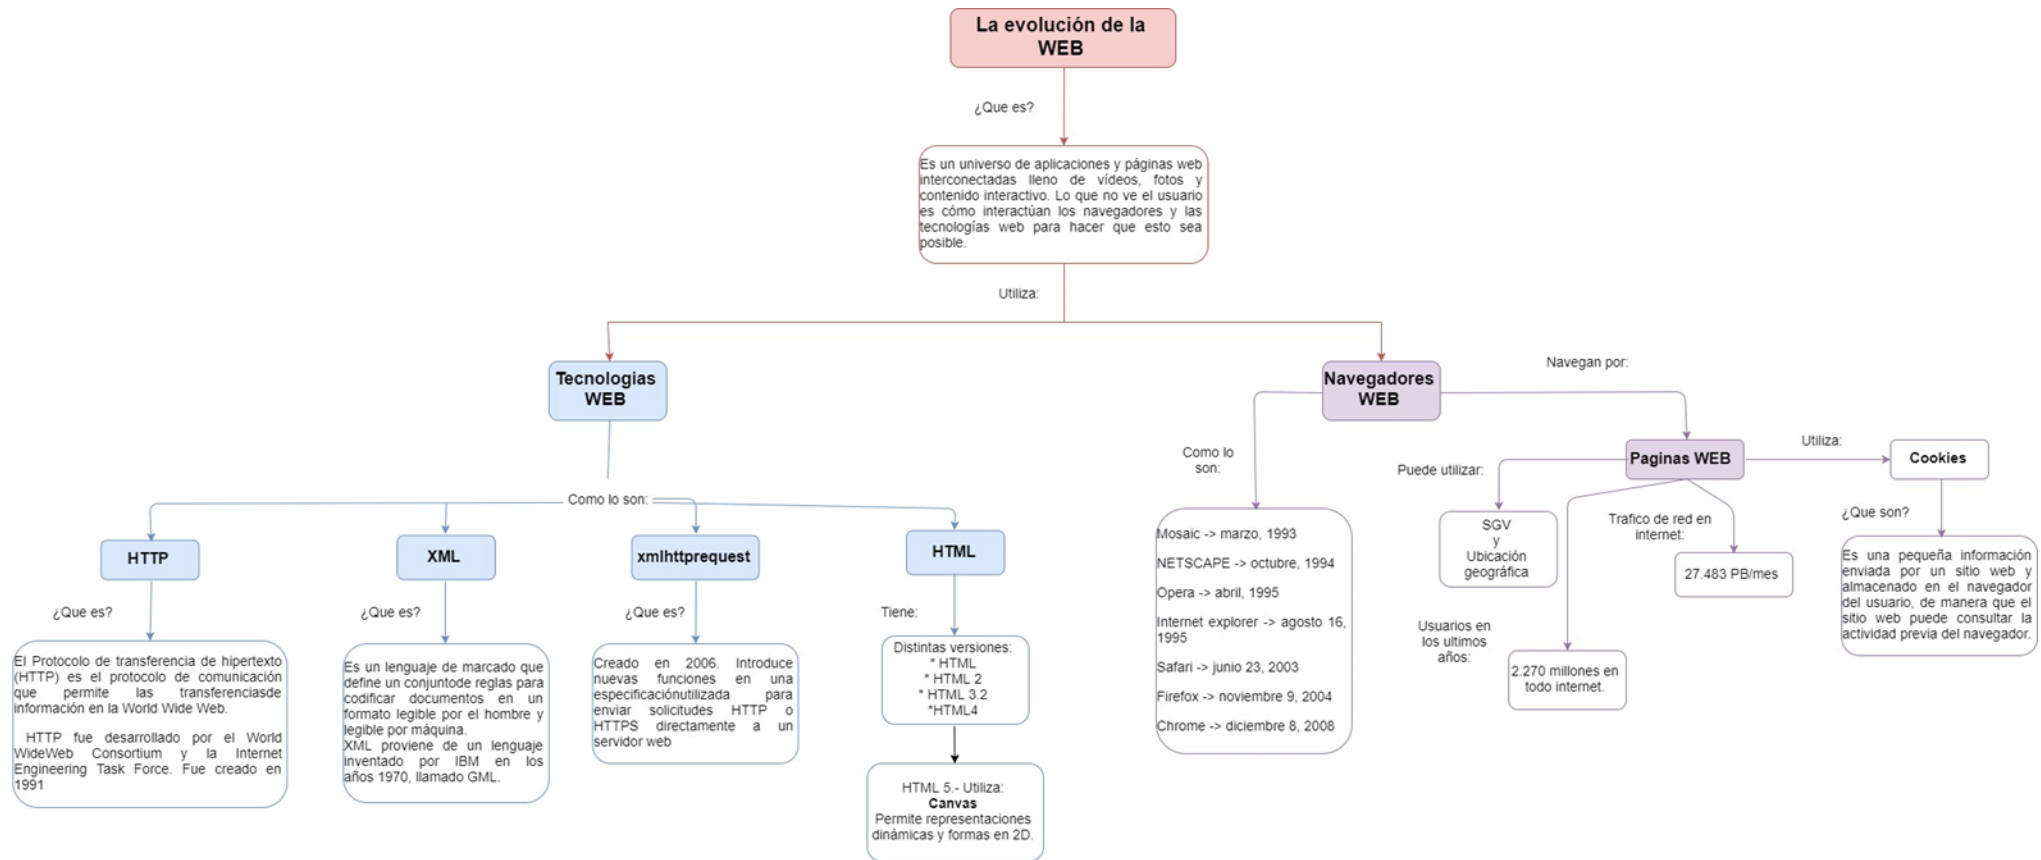 La evolución de la
WEB
¿Que es?
Es un universo de aplicaciones y páginas web
interconectadas lleno de vídeos, fotos y
contenido interactivo. Lo que no ve el usuario
es cómo interactúan los navegadores y las
tecnologías web para hacer que esto sea
posible.
Utiliza:
Tecnologias
WEB
Como lo son:
HTTP
¿Que es?
El Protocolo de transferencia de hipertexto
(HTTP) es el protocolo de comunicación
que permite las transferenciasde
información en la World Wide Web.
HTTP fue desarrollado por el World
WideWeb Consortium y la Internet
Engineering Task Force. Fue creado en
1991
XML
¿Que es?
Es un lenguaje de marcado que
define un conjuntode reglas para
codificar documentos en un
formato legible por el hombre y
legible por máquina.
XML proviene de un lenguaje
inventado por IBM en los
años 1970, llamado GML.
xmlhttprequest
¿Que es?
Creado en 2006. Introduce
nuevas funciones en una
especificaciónutilizada para
enviar solicitudes HTTP o
HTTPS directamente a un
servidor web
HTML
Tiene:
Distintas versiones:
* HTML
* HTML 2
* HTML 3.2
*HTML4
HTML 5.- Utiliza:
Canvas
Permite representaciones
dinámicas y formas en 2D.
Navegadores
WEB
Como lo
son:
Mosaic -> marzo, 1993
NETSCAPE -> octubre, 1994
Opera -> abril, 1995
Internet explorer -> agosto 16,
1995
Safari -> junio 23, 2003
Firefox -> noviembre 9, 2004
Chrome -> diciembre 8, 2008
Navegan por:
Paginas WEB
Puede utilizar:
SGV
y
Ubicación
geográfica
Usuarios en
los ultimos
años:
2.270 millones en
todo internet.
Trafico de red en
internet:
27.483 PB/mes
Utiliza:
Cookies
¿Que son?
Es una pequeña información
enviada por un sitio web y
almacenado en el navegador
del usuario, de manera que el
sitio web puede consultar la
actividad previa del navegador.